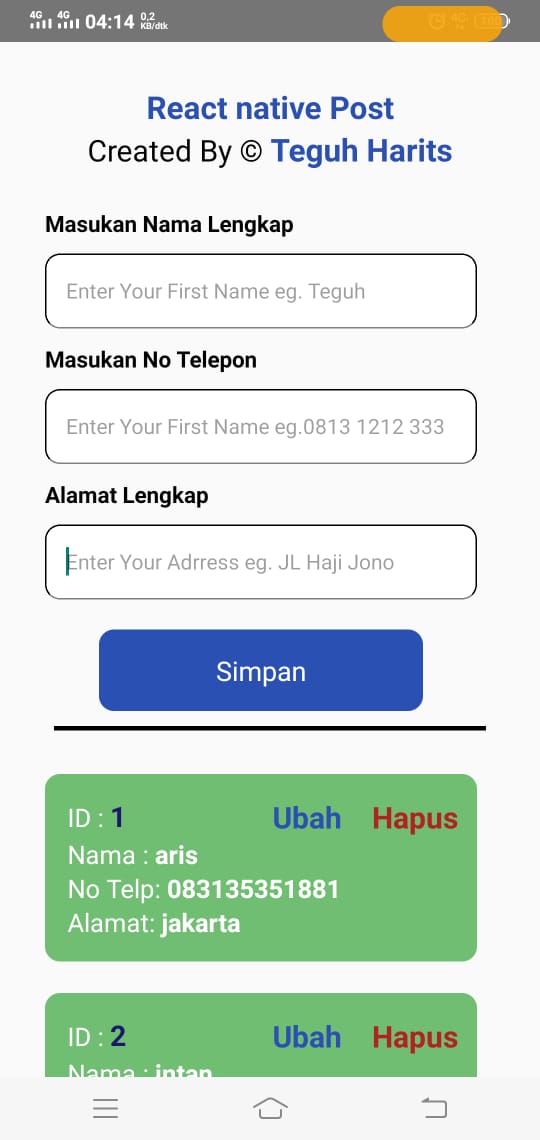 4G 4G 04:14 0,2 KB/dtk
React native Post
Created By © Teguh Harits
Masukan Nama Lengkap
Enter Your First Name eg. Teguh
Masukan No Telepon
Enter Your First Name eg.0813 1212 333
Alamat Lengkap
Enter Your Adrress eg. JL Haji Jono
Simpan
ID : 1 Ubah Hapus
Nama : aris
No Telp: 083135351881
Alamat: jakarta
ID : 2 Ubah Hapus
Nama : intan